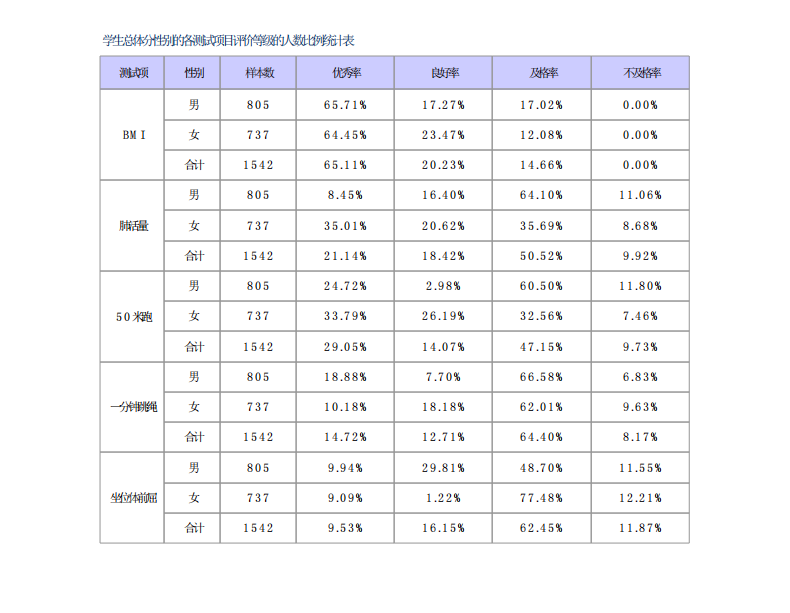 学生总体分性别的各测试项目评价等级的人数比例统计表
测试项 性别 样本数 优秀率 良好率 及格率 不及格率
BMI 男 805 65.71% 17.27% 17.02% 0.00%
女 737 64.45% 23.47% 12.08% 0.00%
合计 1542 65.11% 20.23% 14.66% 0.00%
肺活量 男 805 8.45% 16.40% 64.10% 11.06%
女 737 35.01% 20.62% 35.69% 8.68%
合计 1542 21.14% 18.42% 50.52% 9.92%
50米跑 男 805 24.72% 2.98% 60.50% 11.80%
女 737 33.79% 26.19% 32.56% 7.46%
合计 1542 29.05% 14.07% 47.15% 9.73%
一分钟跳绳 男 805 18.88% 7.70% 66.58% 6.83%
女 737 10.18% 18.18% 62.01% 9.63%
合计 1542 14.72% 12.71% 64.40% 8.17%
坐位体前屈 男 805 9.94% 29.81% 48.70% 11.55%
女 737 9.09% 1.22% 77.48% 12.21%
合计 1542 9.53% 16.15% 62.45% 11.87%